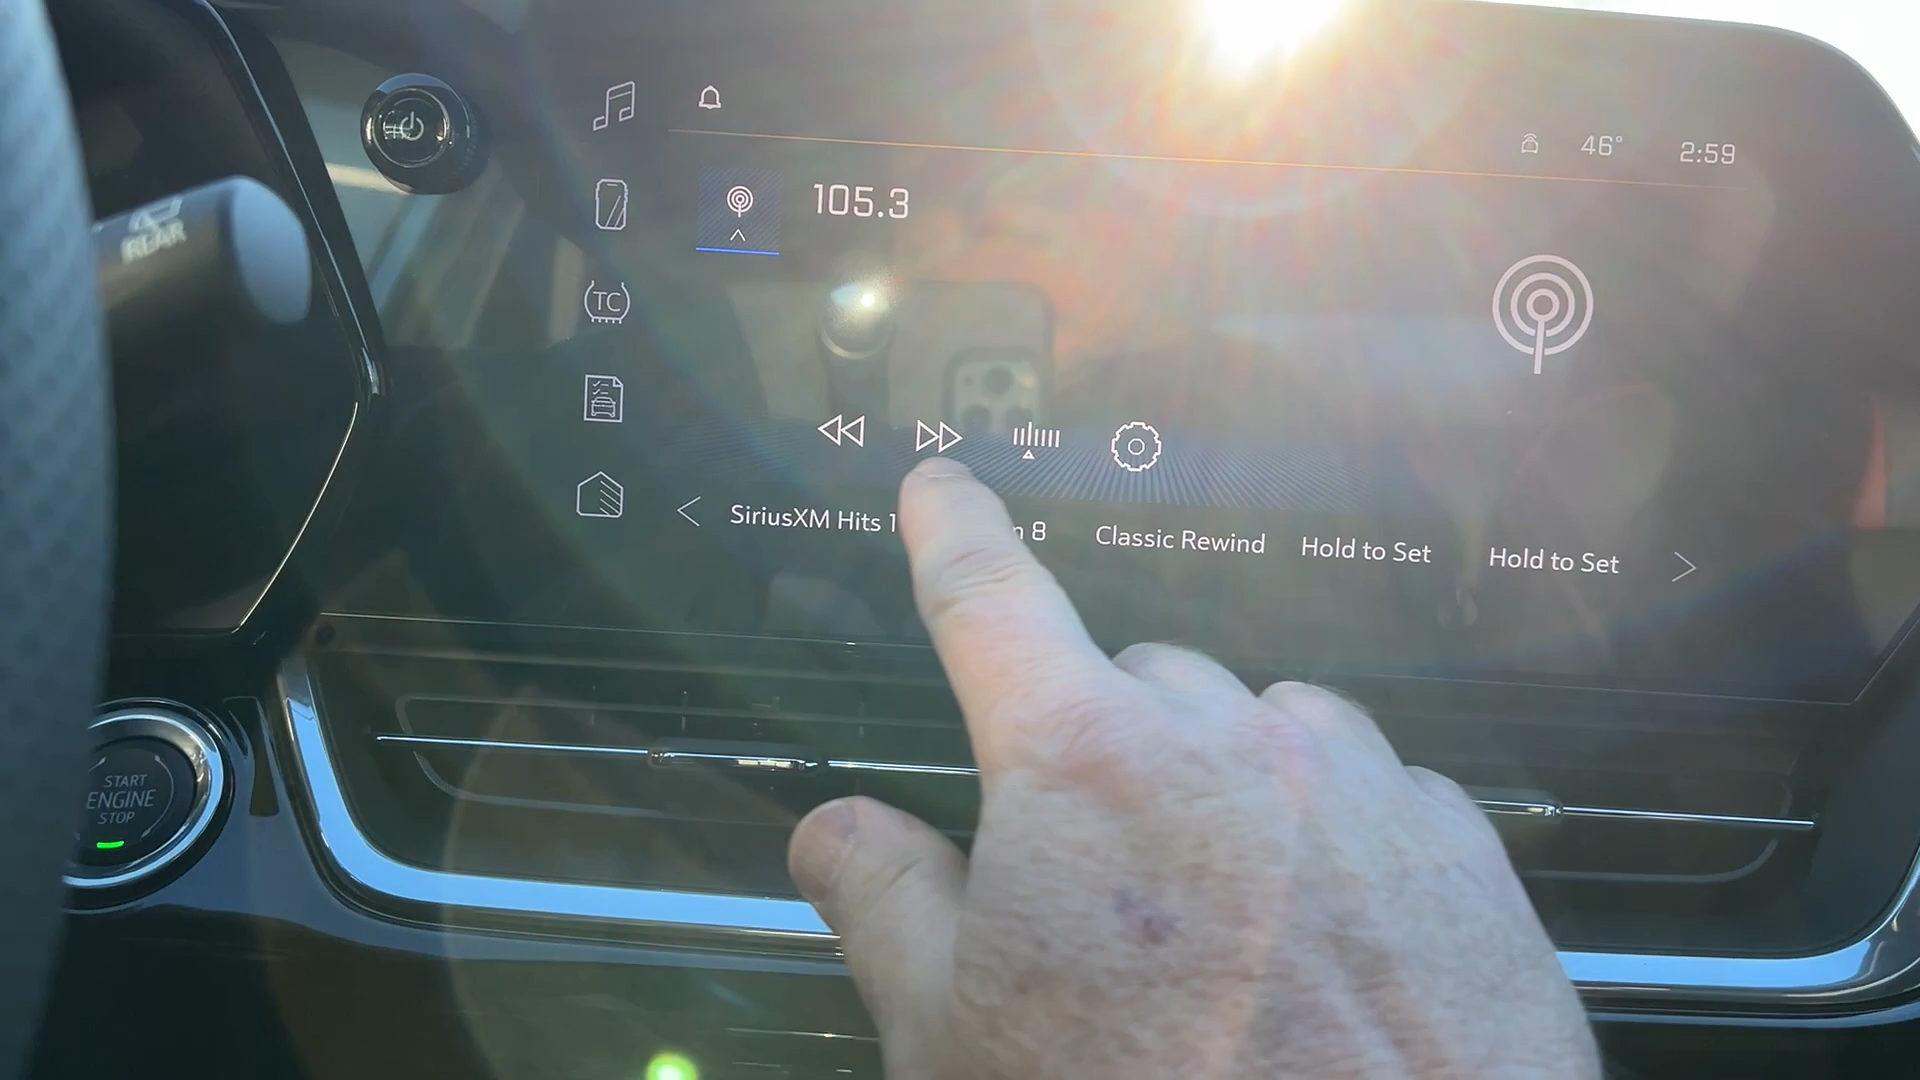 46°
2:59
105.3
REAR
TC
SiriusXM Hits 1
8
Classic Rewind
Hold to Set
Hold to Set
START
ENGINE
STOP